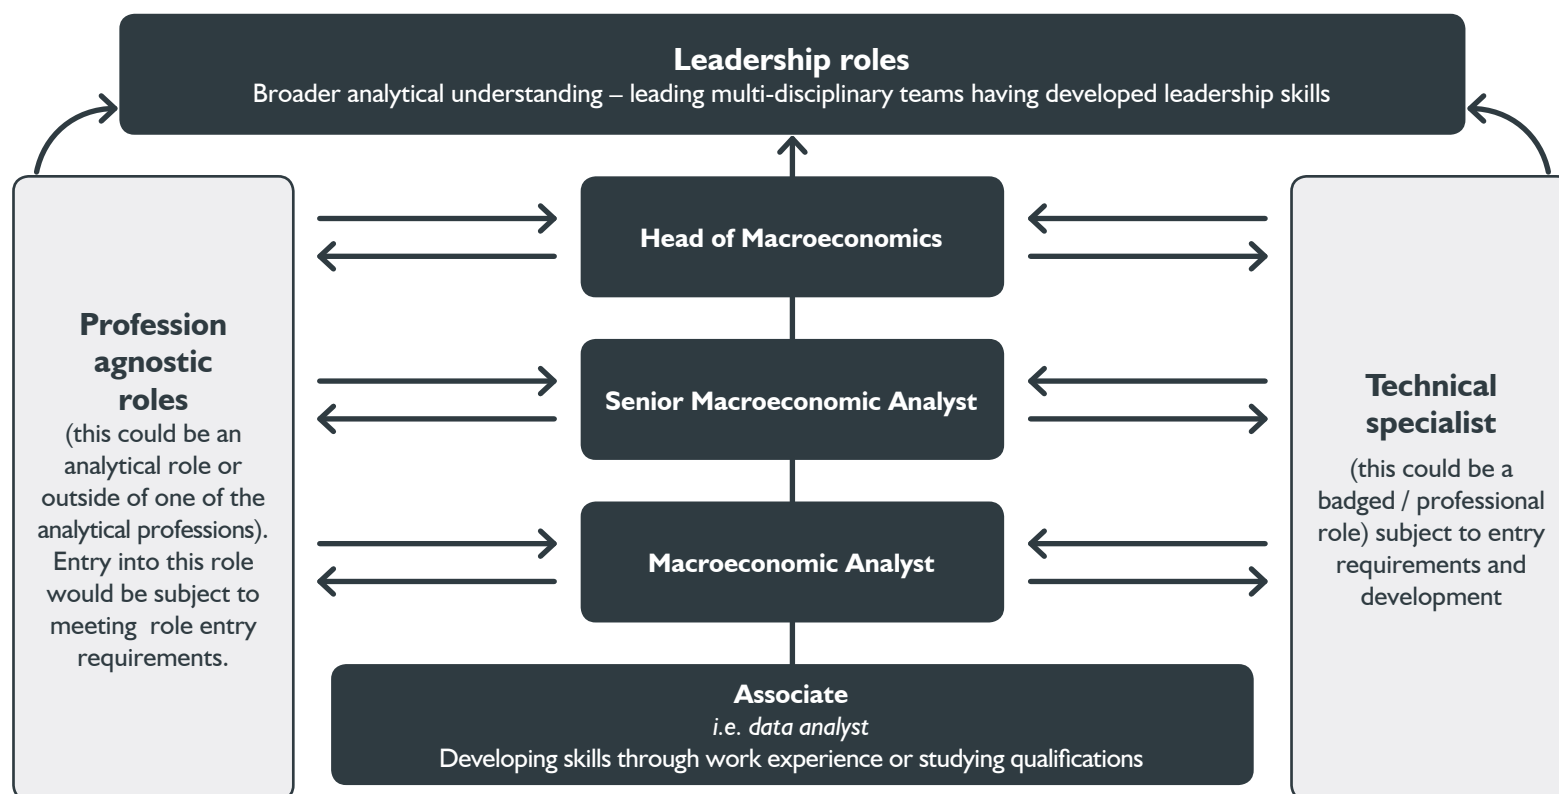 Leadership roles
Broader analytical understanding – leading multi-disciplinary teams having developed leadership skills
Profession
agnostic
roles
(this could be an
analytical role or
outside of one of the
analytical professions).
Entry into this role
would be subject to
meeting  role entry
requirements.
Head of Macroeconomics
Senior Macroeconomic Analyst
Macroeconomic Analyst
Associate
i.e. data analyst
Developing skills through work experience or studying qualifications
Technical
specialist
(this could be a
badged / professional
role) subject to entry
requirements and
development